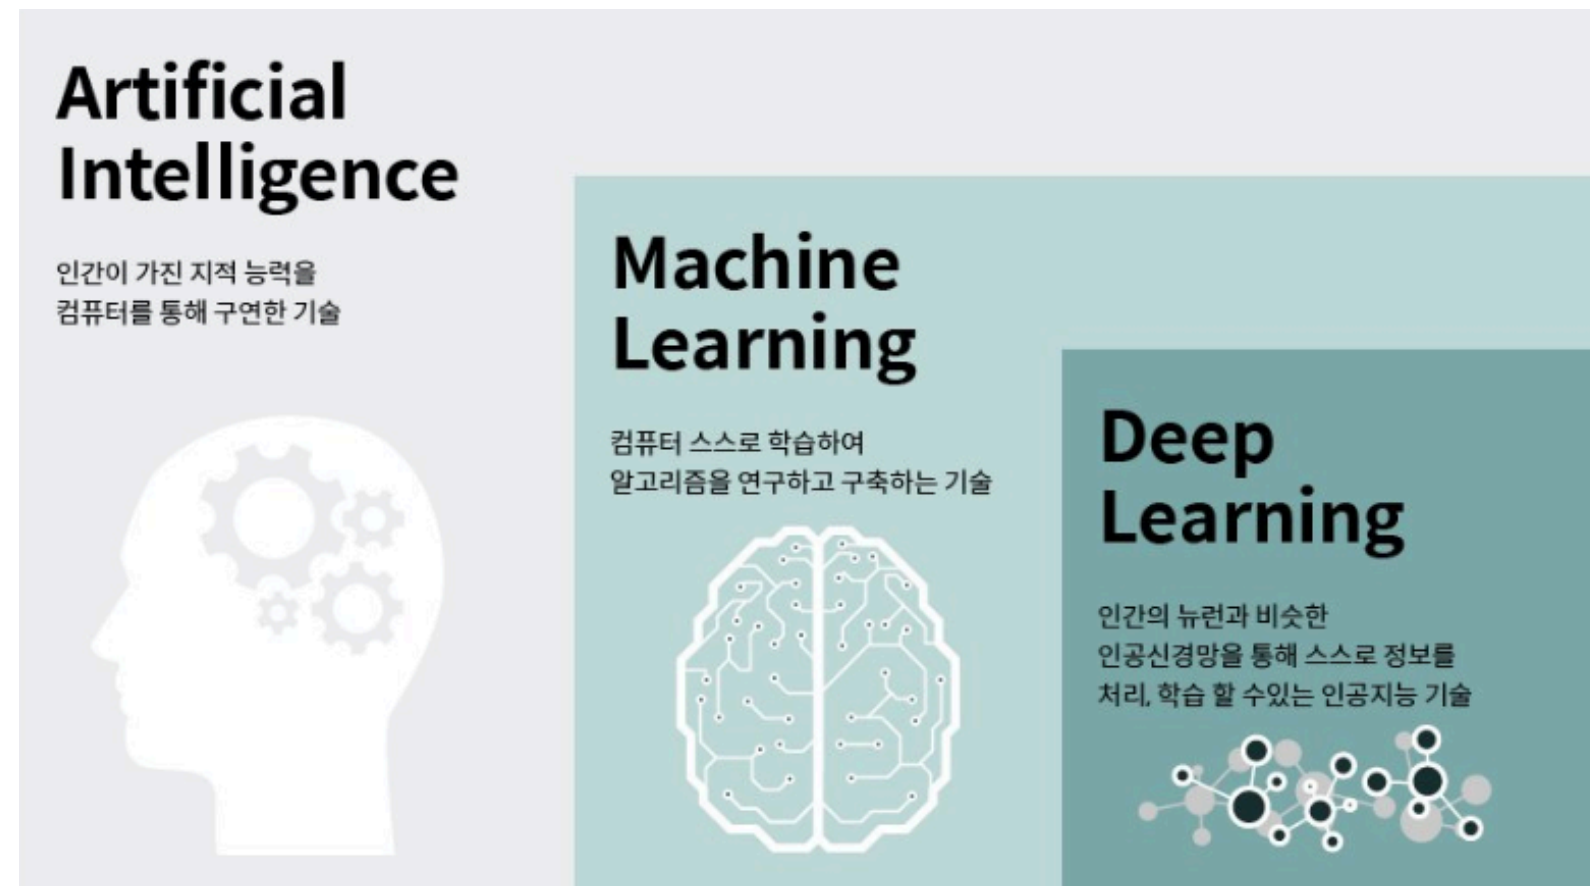 Artificial
Intelligence
인간이 가진 지적 능력을
컴퓨터를 통해 구연한 기술
Machine
Learning
컴퓨터 스스로 학습하여
알고리즘을 연구하고 구축하는 기술
Deep
Learning
인간의 뉴런과 비슷한
인공신경망을 통해 스스로 정보를
처리, 학습 할 수있는 인공지능 기술